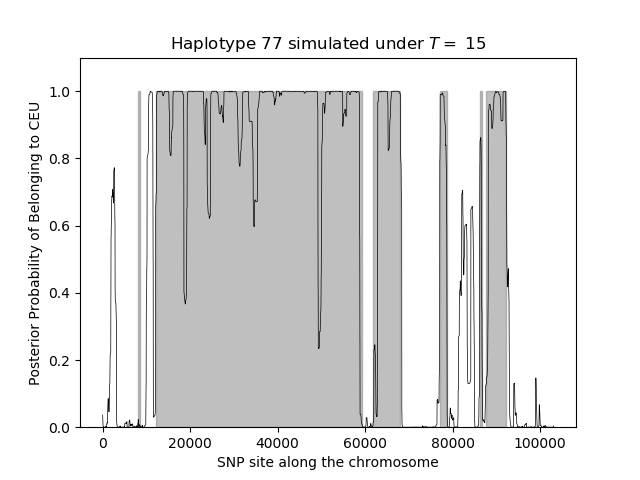 Haplotype 77 simulated under T = 15
Posterior Probability of Belonging to CEU
1.0
0.8
0.6
0.4
0.2
0.0
0 20000 40000 60000 80000 100000
SNP site along the chromosome